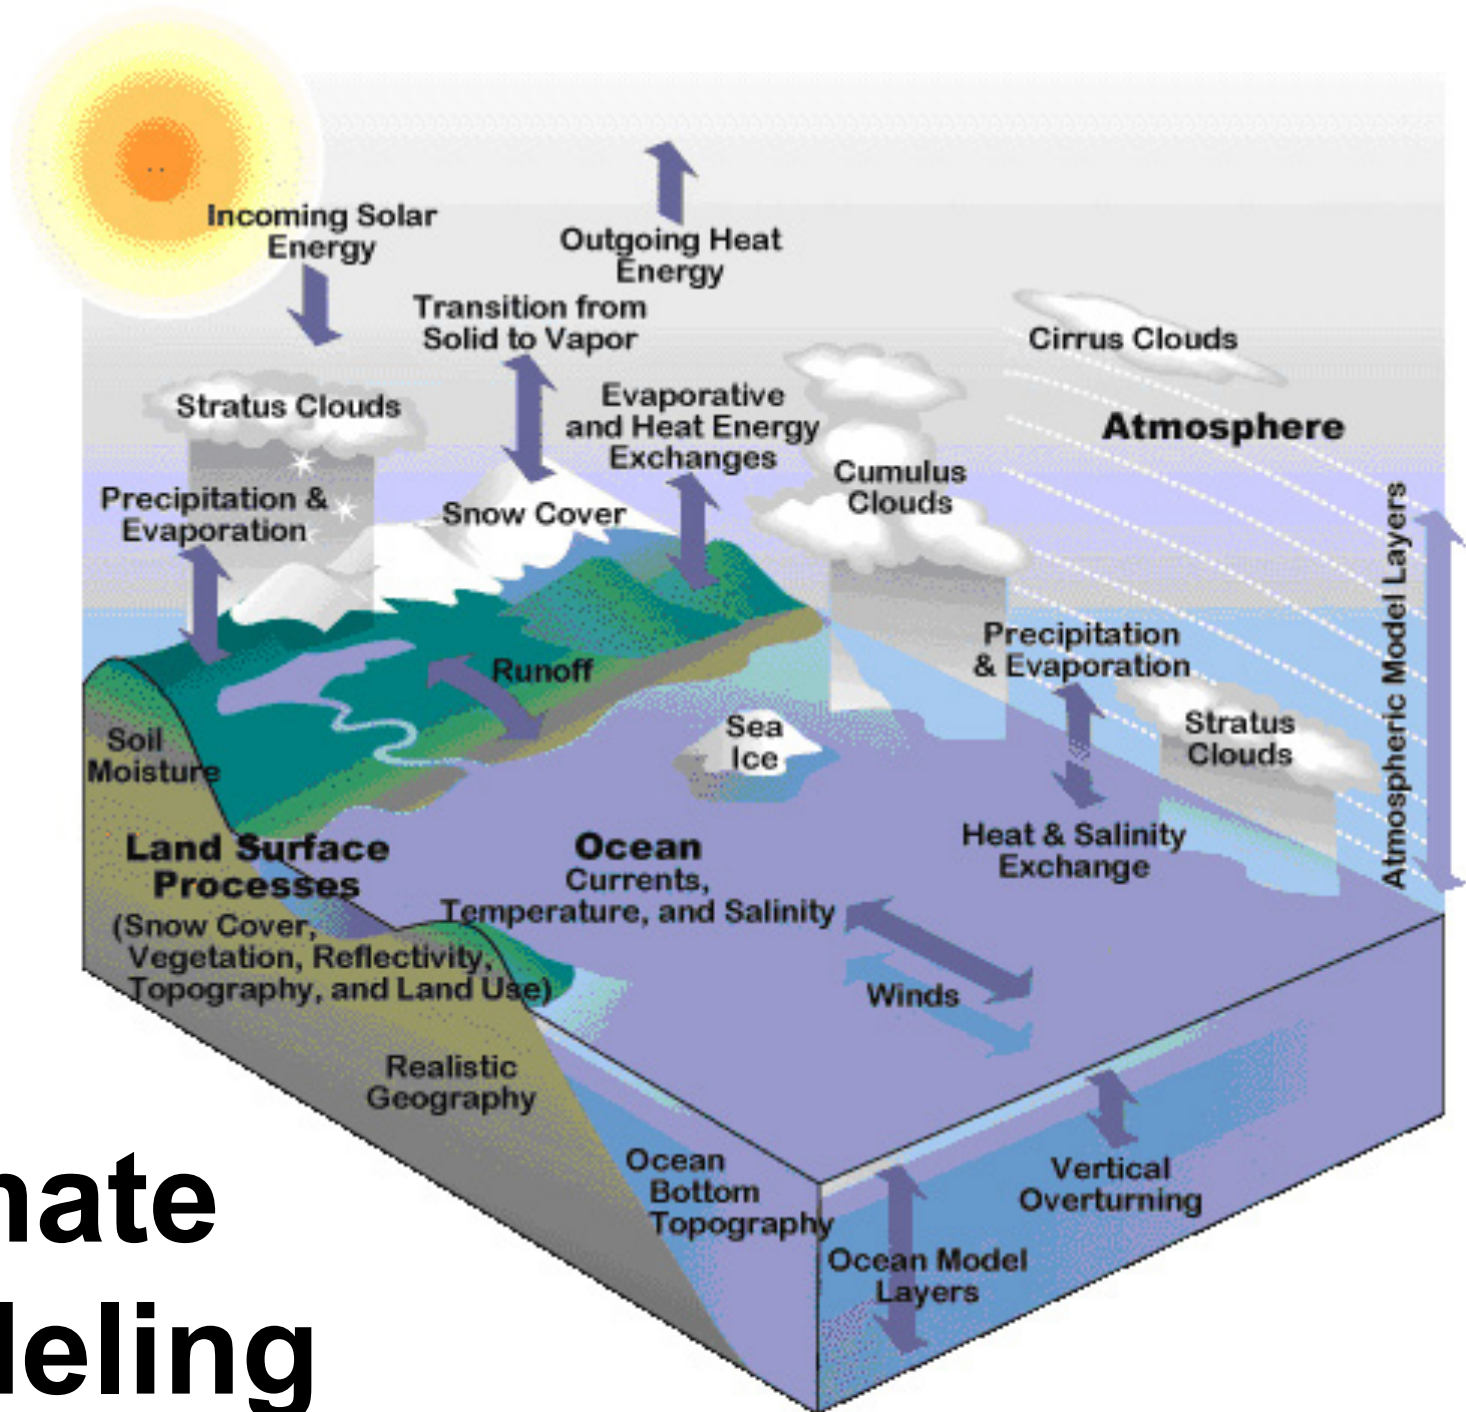 Incoming Solar
Energy
Outgoing Heat
Energy
Transition from
Solid to Vapor
Cirrus Clouds
Stratus Clouds
Evaporative
and Heat Energy
Exchanges
Atmosphere
Cumulus
Clouds
Precipitation &
Evaporation
Snow Cover
Atmospheric Model Layers
Precipitation
& Evaporation
Runoff
Sea
Ice
Stratus
Clouds
Soil
Moisture
Land Surface
Processes
(Snow Cover,
Vegetation, Reflectivity,
Topography, and Land Use)
Ocean
Currents,
Temperature, and Salinity
Heat & Salinity
Exchange
Winds
Realistic
Geography
Ocean
Bottom
Topography
Vertical
Overturning
Ocean Model
Layers
mate
deling